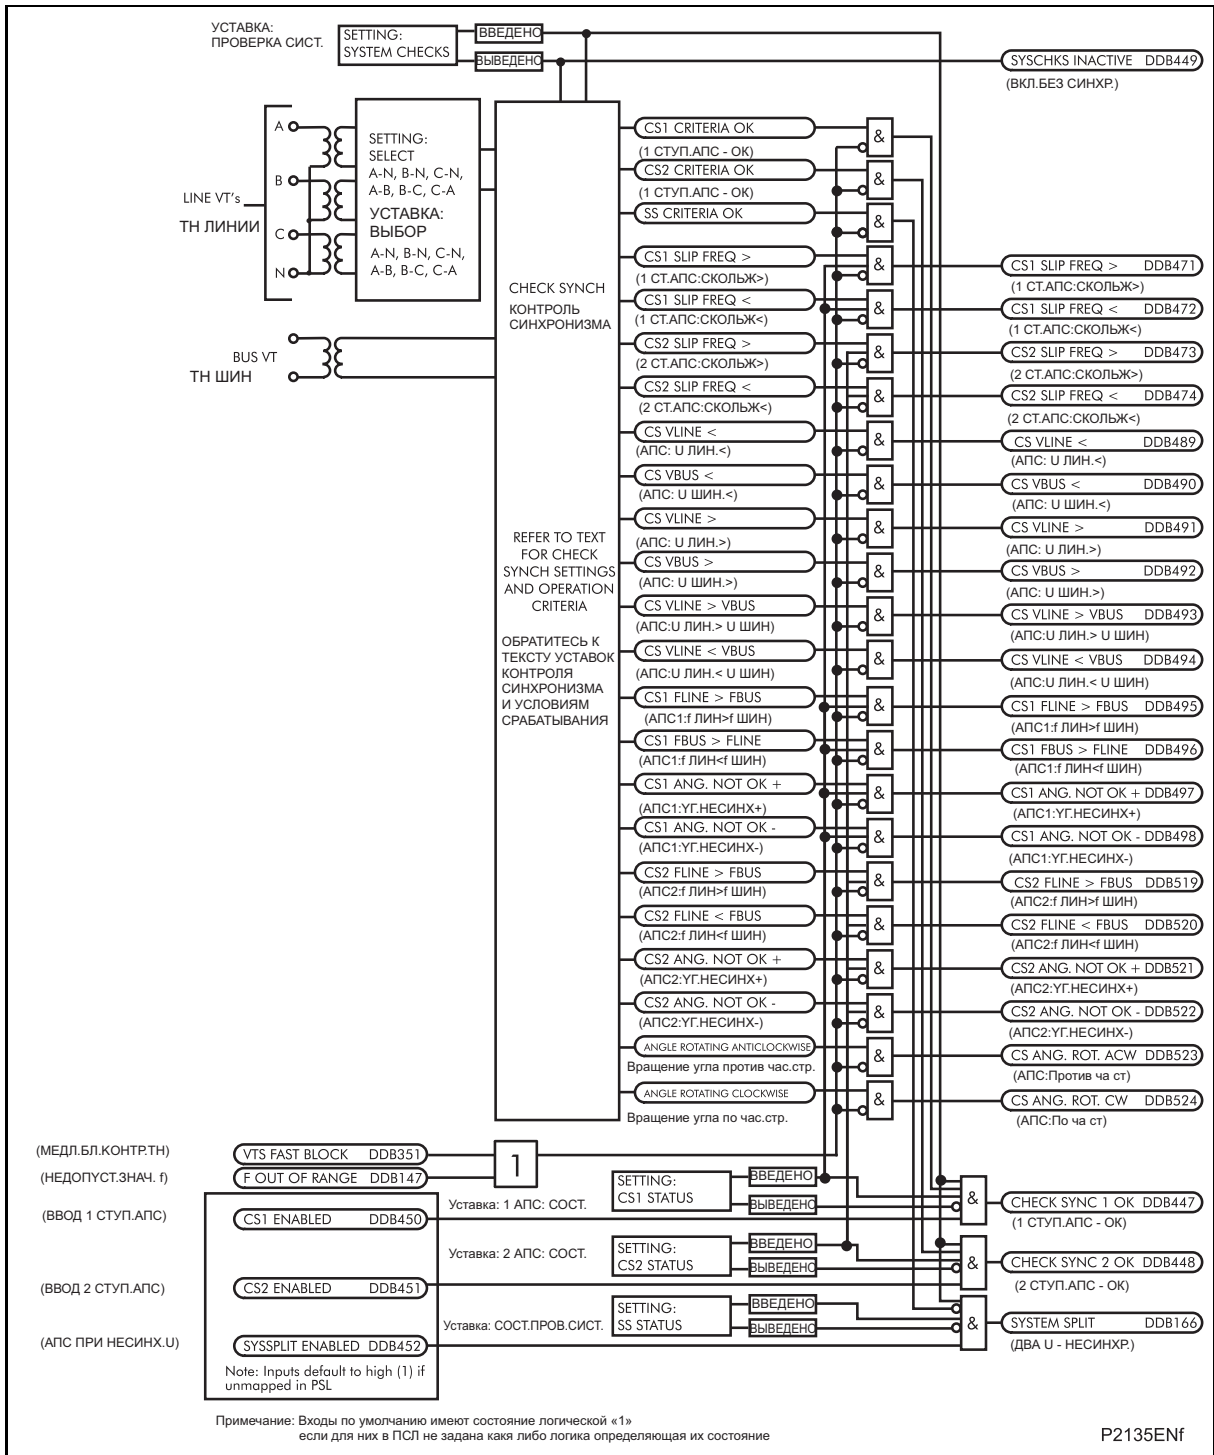 УСТАВКА:
ПРОВЕРКА СИСТ.
SETTING:
SYSTEM CHECKS
ВВЕДЕНО
ВЫВЕДЕНО
SYSCHKS INACTIVE DDB449
(ВКЛ.БЕЗ СИНХР.)
A
B
C
N
LINE VT's
ТН ЛИНИИ
SETTING:
SELECT
A-N, B-N, C-N,
A-B, B-C, C-A
УСТАВКА:
ВЫБОР
A-N, B-N, C-N,
A-B, B-C, C-A
BUS VT
ТН ШИН
CHECK SYNCH
КОНТРОЛЬ
СИНХРОНИЗМА
REFER TO TEXT
FOR CHECK
SYNCH SETTINGS
AND OPERATION
CRITERIA
ОБРАТИТЕСЬ К
ТЕКСТУ УСТАВОК
КОНТРОЛЯ
СИНХРОНИЗМА
И УСЛОВИЯМ
СРАБАТЫВАНИЯ
CS1 CRITERIA OK
&
(1 СТУП.АПС - ОК)
CS2 CRITERIA OK
&
(1 СТУП.АПС - ОК)
SS CRITERIA OK
&
CS1 SLIP FREQ >
&
CS1 SLIP FREQ > DDB471
(1 СТ.АПС:СКОЛЬЖ>)
(1 СТ.АПС:СКОЛЬЖ>)
CS1 SLIP FREQ <
&
CS1 SLIP FREQ < DDB472
(1 СТ.АПС:СКОЛЬЖ<)
(1 СТ.АПС:СКОЛЬЖ<)
CS2 SLIP FREQ >
&
CS2 SLIP FREQ > DDB473
(2 СТ.АПС:СКОЛЬЖ>)
(2 СТ.АПС:СКОЛЬЖ>)
CS2 SLIP FREQ <
&
CS2 SLIP FREQ < DDB474
(2 СТ.АПС:СКОЛЬЖ<)
(2 СТ.АПС:СКОЛЬЖ<)
CS VLINE <
&
CS VLINE < DDB489
(АПС: U ЛИН.<)
(АПС: U ЛИН.<)
CS VBUS <
&
CS VBUS < DDB490
(АПС: U ШИН.<)
(АПС: U ШИН.<)
CS VLINE >
&
CS VLINE > DDB491
(АПС: U ЛИН.>)
(АПС: U ЛИН.>)
CS VBUS >
&
CS VBUS > DDB492
(АПС: U ШИН.>)
(АПС: U ШИН.>)
CS VLINE > VBUS
&
CS VLINE > VBUS DDB493
(АПС:U ЛИН.> U ШИН)
(АПС:U ЛИН.> U ШИН)
CS VLINE < VBUS
&
CS VLINE < VBUS DDB494
(АПС:U ЛИН.< U ШИН)
(АПС:U ЛИН.< U ШИН)
CS1 FLINE > FBUS
&
CS1 FLINE > FBUS DDB495
(АПС1:f ЛИН>f ШИН)
(АПС1:f ЛИН>f ШИН)
CS1 FBUS > FLINE
&
CS1 FBUS > FLINE DDB496
(АПС1:f ЛИН<f ШИН)
(АПС1:f ЛИН<f ШИН)
CS1 ANG. NOT OK +
&
CS1 ANG. NOT OK + DDB497
(АПС1:УГ.НЕСИНХ+)
(АПС1:УГ.НЕСИНХ+)
CS1 ANG. NOT OK -
&
CS1 ANG. NOT OK - DDB498
(АПС1:УГ.НЕСИНХ-)
(АПС1:УГ.НЕСИНХ-)
CS2 FLINE > FBUS
&
CS2 FLINE > FBUS DDB519
(АПС2:f ЛИН>f ШИН)
(АПС2:f ЛИН>f ШИН)
CS2 FLINE < FBUS
&
CS2 FLINE < FBUS DDB520
(АПС2:f ЛИН<f ШИН)
(АПС2:f ЛИН<f ШИН)
CS2 ANG. NOT OK +
&
CS2 ANG. NOT OK + DDB521
(АПС2:УГ.НЕСИНХ+)
(АПС2:УГ.НЕСИНХ+)
CS2 ANG. NOT OK -
&
CS2 ANG. NOT OK - DDB522
(АПС2:УГ.НЕСИНХ-)
(АПС2:УГ.НЕСИНХ-)
ANGLE ROTATING ANTICLOCKWISE
&
CS ANG. ROT. ACW DDB523
Вращение угла против час.стр.
(АПС:Против ча ст)
ANGLE ROTATING CLOCKWISE
&
CS ANG. ROT. CW DDB524
Вращение угла по час.стр.
(АПС:По ча ст)
(МЕДЛ.БЛ.КОНТР.ТН)
VTS FAST BLOCK DDB351
1
(НЕДОПУСТ.ЗНАЧ. f)
F OUT OF RANGE DDB147
(ВВОД 1 СТУП.АПС)
CS1 ENABLED DDB450
Уставка: 1 АПС: СОСТ.
SETTING:
CS1 STATUS
ВВЕДЕНО
ВЫВЕДЕНО
&
CHECK SYNC 1 OK DDB447
(1 СТУП.АПС - ОК)
(ВВОД 2 СТУП.АПС)
CS2 ENABLED DDB451
Уставка: 2 АПС: СОСТ.
SETTING:
CS2 STATUS
ВВЕДЕНО
ВЫВЕДЕНО
&
CHECK SYNC 2 OK DDB448
(2 СТУП.АПС - ОК)
(АПС ПРИ НЕСИНХ.U)
SYSSPLIT ENABLED DDB452
Уставка: СОСТ.ПРОВ.СИСТ.
SETTING:
SS STATUS
ВВЕДЕНО
ВЫВЕДЕНО
&
SYSTEM SPLIT DDB166
(ДВА U - НЕСИНХР.)
Note: Inputs default to high (1) if
unmapped in PSL
Примечание: Входы по умолчанию имеют состояние логической «1»
если для них в ПСЛ не задана какя либо логика определяющая их состояние
P2135ENf